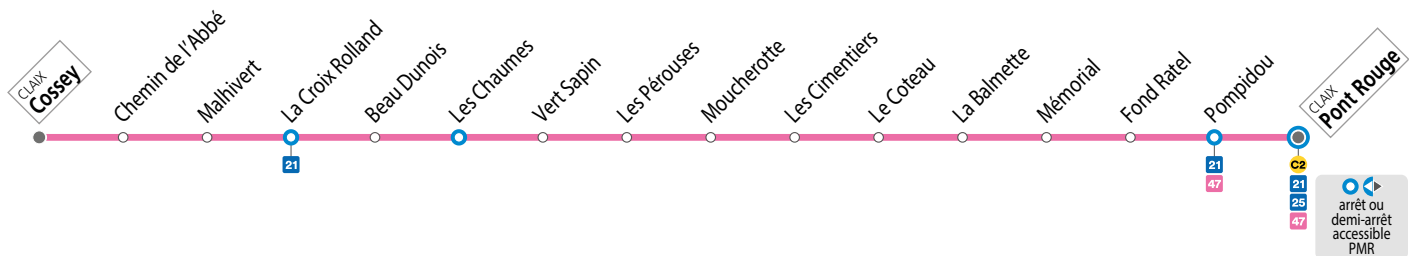 CLAIX
Cossey
Chemin de l'Abbé
Malhivert
La Croix Rolland
21
Beau Dunois
Les Chaumes
Vert Sapin
Les Pérouses
Moucherotte
Les Cimentiers
Le Coteau
La Balmette
Mémorial
Fond Ratel
Pompidou
21
47
CLAIX
Pont Rouge
C2
21
25
47
arrêt ou
demi-arrêt
accessible
PMR